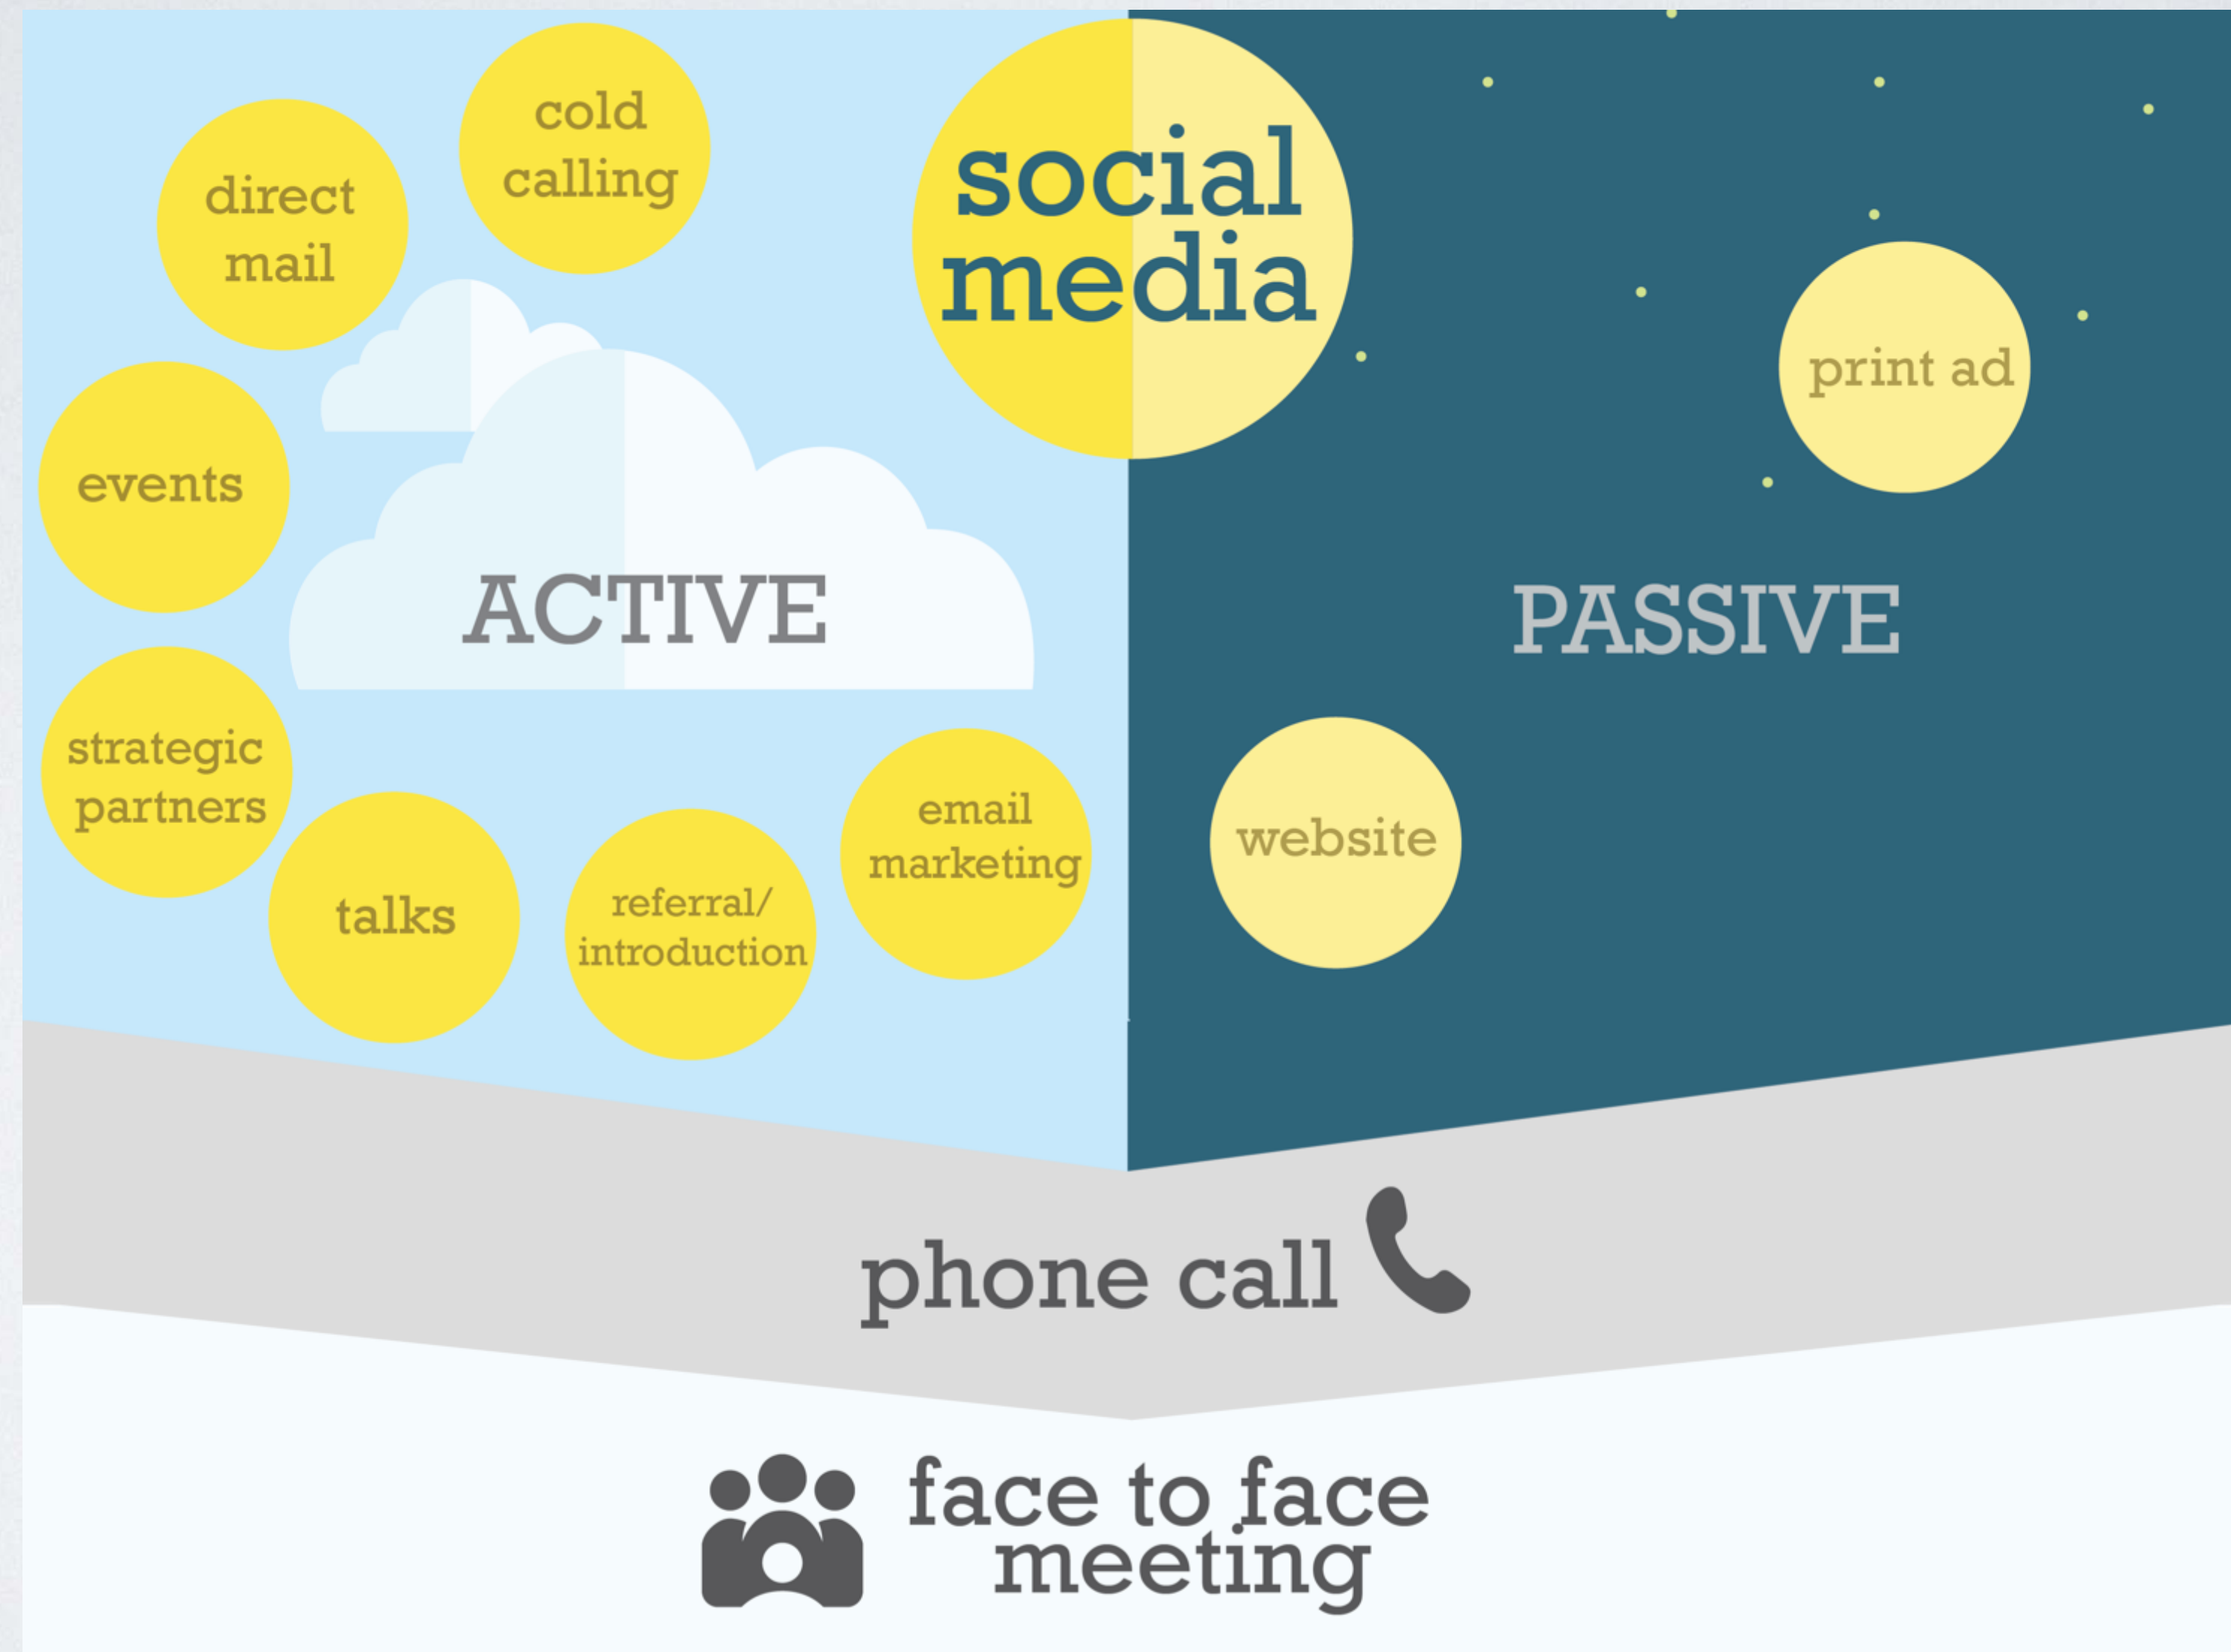 cold
calling
direct
mail
social
media
print ad
events
ACTIVE
PASSIVE
strategic
partners
talks
referral/
introduction
email
marketing
website
phone call
face to face
meeting